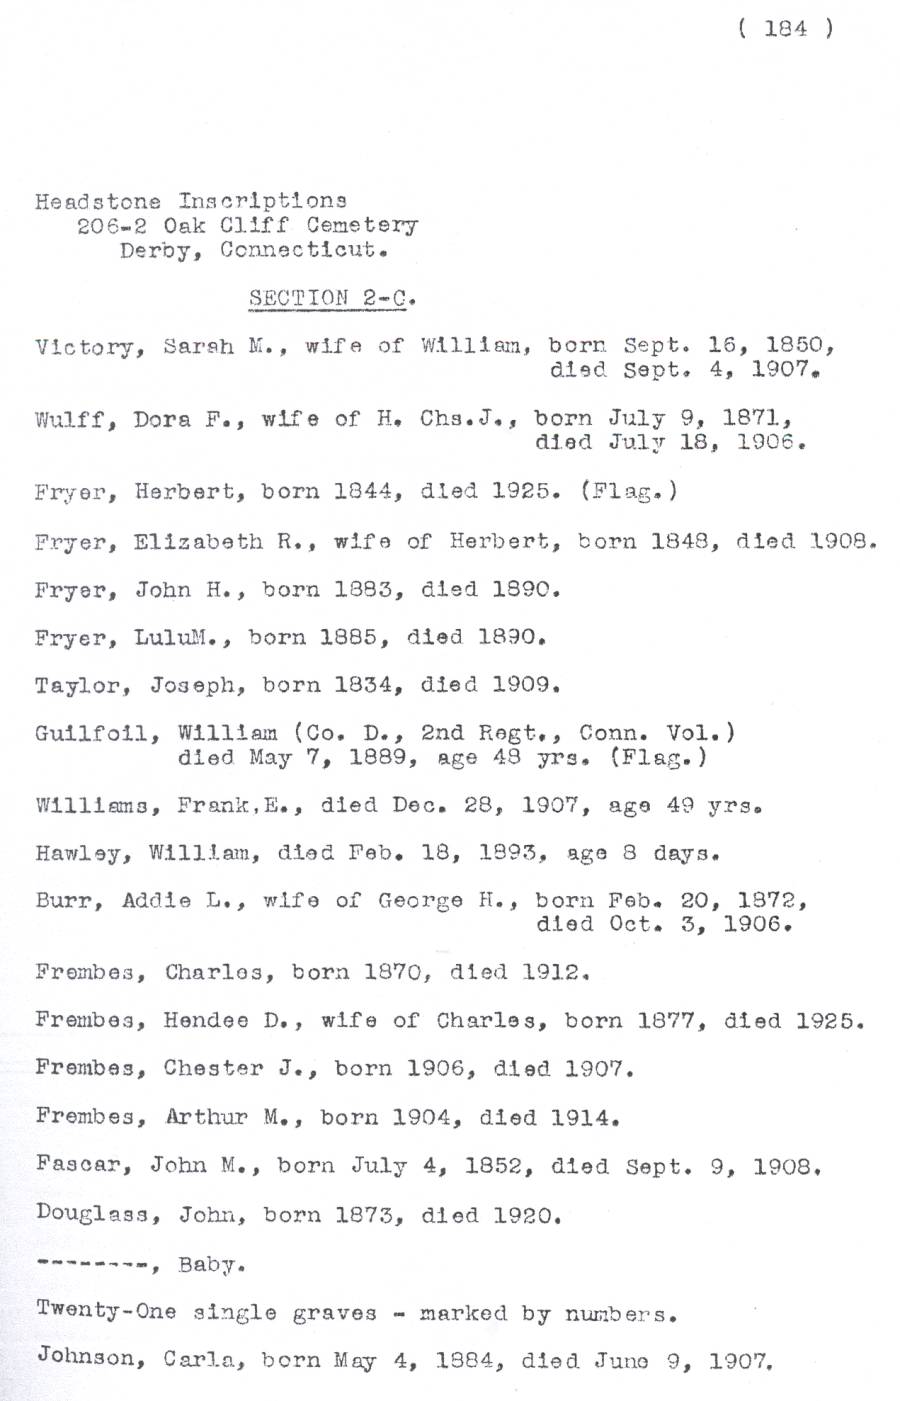 ( 184 )
Headstone Inscriptions
206-2 Oak Cliff Cemetery
Derby, Connecticut.
SECTION 2-C.
Victory, Sarah M., wife of William, born Sept. 16, 1850,
died Sept. 4, 1907.
Wulff, Dora F., wife of H. Chs.J., born July 9, 1871,
died July 18, 1906.
Fryer, Herbert, born 1844, died 1925. (Flag.)
Fryer, Elizabeth R., wife of Herbert, born 1848, died 1908.
Fryer, John H., born 1883, died 1890.
Fryer, LuluM., born 1885, died 1890.
Taylor, Joseph, born 1834, died 1909.
Guilfoil, William (Co. D., 2nd Regt., Conn. Vol.)
died May 7, 1889, age 48 yrs. (Flag.)
Williams, Frank,E., died Dec. 28, 1907, age 49 yrs.
Hawley, William, died Feb. 18, 1893, age 8 days.
Burr, Addie L., wife of George H., born Feb. 20, 1872,
died Oct. 3, 1906.
Frembes, Charles, born 1870, died 1912.
Frembes, Hendee D., wife of Charles, born 1877, died 1925.
Frembes, Chester J., born 1906, died 1907.
Frembes, Arthur M., born 1904, died 1914.
Fascar, John M., born July 4, 1852, died Sept. 9, 1908.
Douglass, John, born 1873, died 1920.
--------, Baby.
Twenty-One single graves - marked by numbers.
Johnson, Carla, born May 4, 1884, died June 9, 1907.